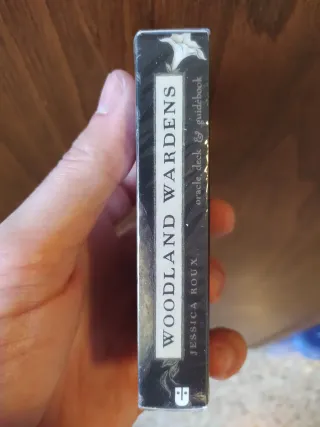 WOODLAND WARDENS
oracle deck & guidebook
JESSICA ROUX